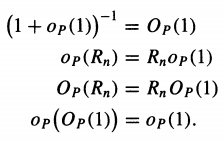 (1 + o_P(1))^{-1} = O_P(1)
o_P(R_n) = R_n o_P(1)
O_P(R_n) = R_n O_P(1)
o_P(O_P(1)) = o_P(1).